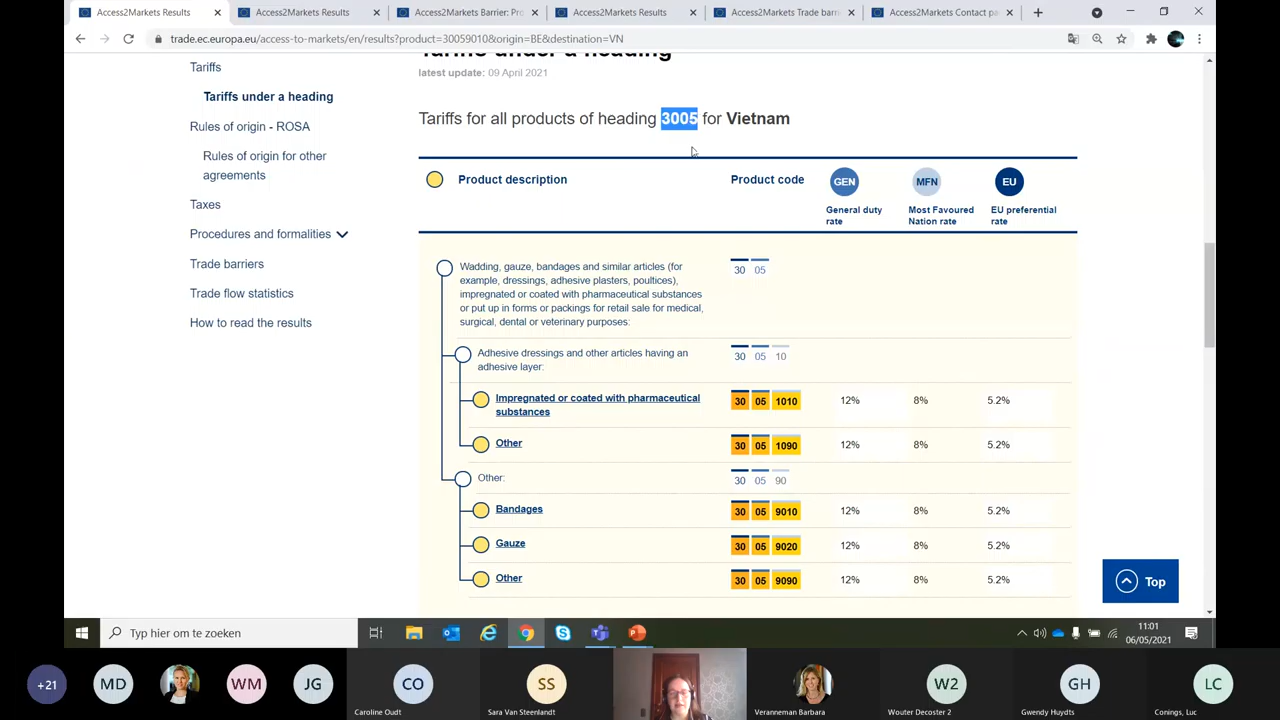 Access2Markets Results
Access2Markets Results
Access2Markets Barrier: Pro
Access2Markets Results
Access2Markets Trade barri
Access2Markets Contact pa
trade.ec.europa.eu/access-to-markets/en/results?product=30059010&origin=BE&destination=VN
Tariffs under a heading
latest update: 09 April 2021
Tariffs
Tariffs under a heading
Rules of origin - ROSA
Rules of origin for other
agreements
Taxes
Procedures and formalities
Trade barriers
Trade flow statistics
How to read the results
Tariffs for all products of heading 3005 for Vietnam
Product description
Product code
GEN
General duty
rate
MFN
Most Favoured
Nation rate
EU
EU preferential
rate
Wadding, gauze, bandages and similar articles (for
example, dressings, adhesive plasters, poultices),
impregnated or coated with pharmaceutical substances
or put up in forms or packings for retail sale for medical,
surgical, dental or veterinary purposes:
30 05
Adhesive dressings and other articles having an
adhesive layer:
30 05 10
Impregnated or coated with pharmaceutical
substances
30 05 1010 12% 8% 5.2%
Other 30 05 1090 12% 8% 5.2%
Other: 30 05 90
Bandages 30 05 9010 12% 8% 5.2%
Gauze 30 05 9020 12% 8% 5.2%
Other 30 05 9090 12% 8% 5.2%
Top
Typ hier om te zoeken
11:01
06/05/2021
+21
MD
WM
JG
CO
Caroline Oudt
SS
Sara Van Steenlandt
Veranneman Barbara
W2
Wouter Decoster 2
GH
Gwendy Huydts
LC
Conings, Luc